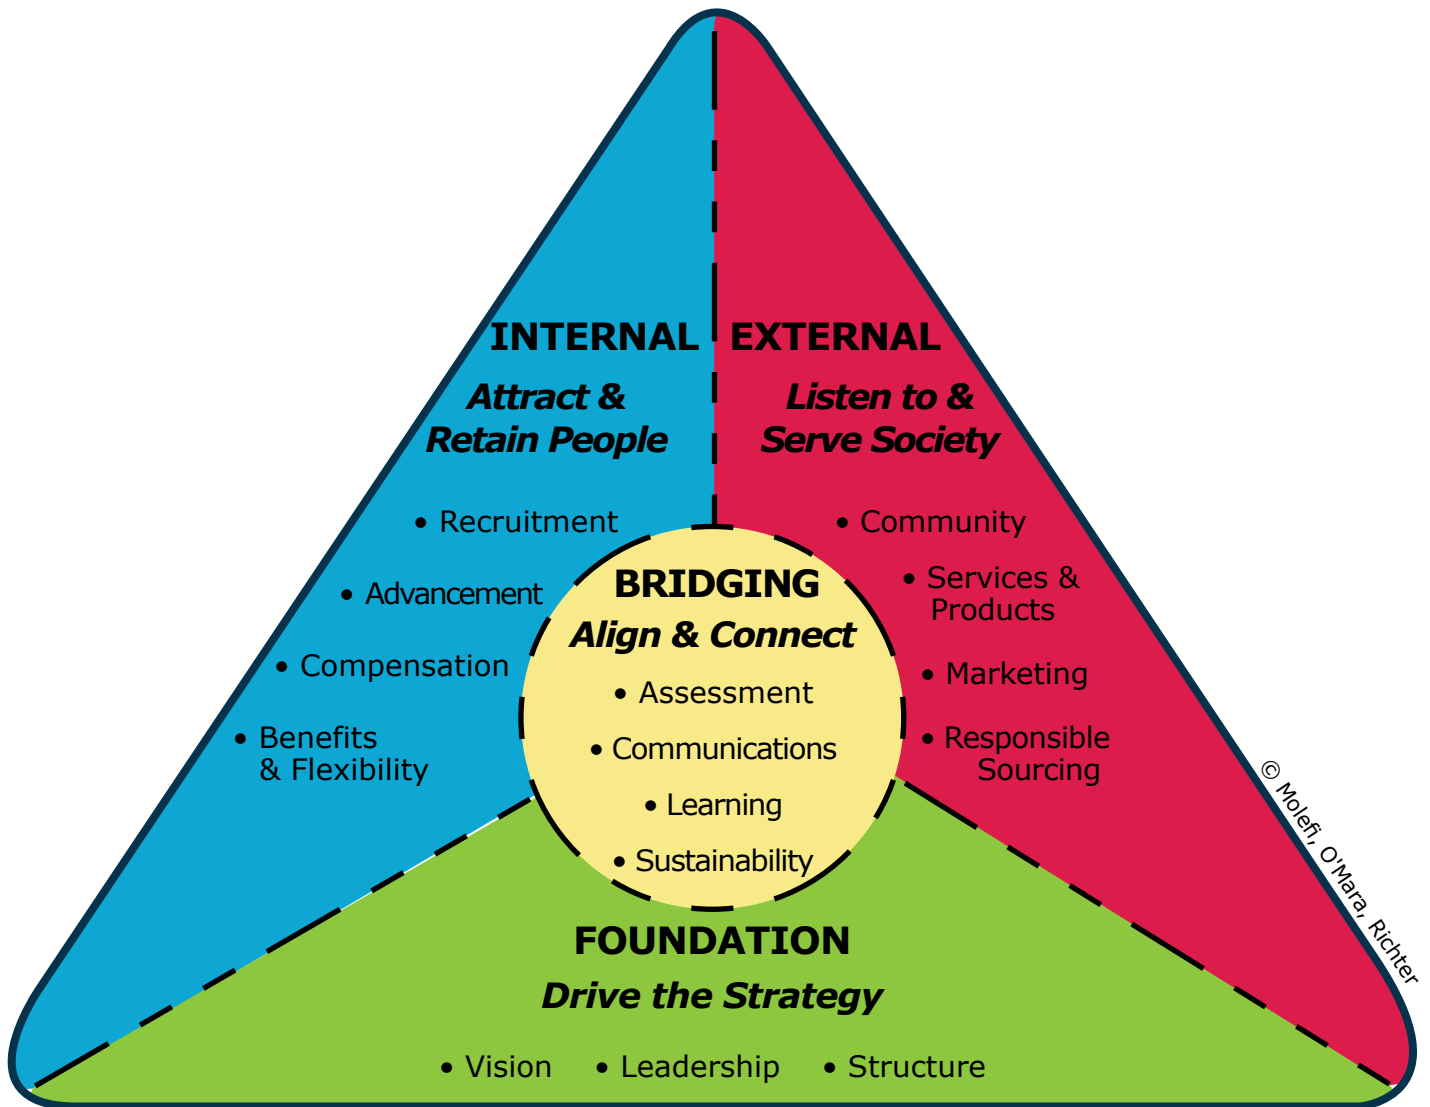 INTERNAL
Attract &
Retain People
• Recruitment
• Advancement
• Compensation
• Benefits
& Flexibility
EXTERNAL
Listen to &
Serve Society
• Community
• Services &
Products
• Marketing
• Responsible
Sourcing
BRIDGING
Align & Connect
• Assessment
• Communications
• Learning
• Sustainability
FOUNDATION
Drive the Strategy
• Vision • Leadership • Structure
© Molefi, O'Mara, Richter